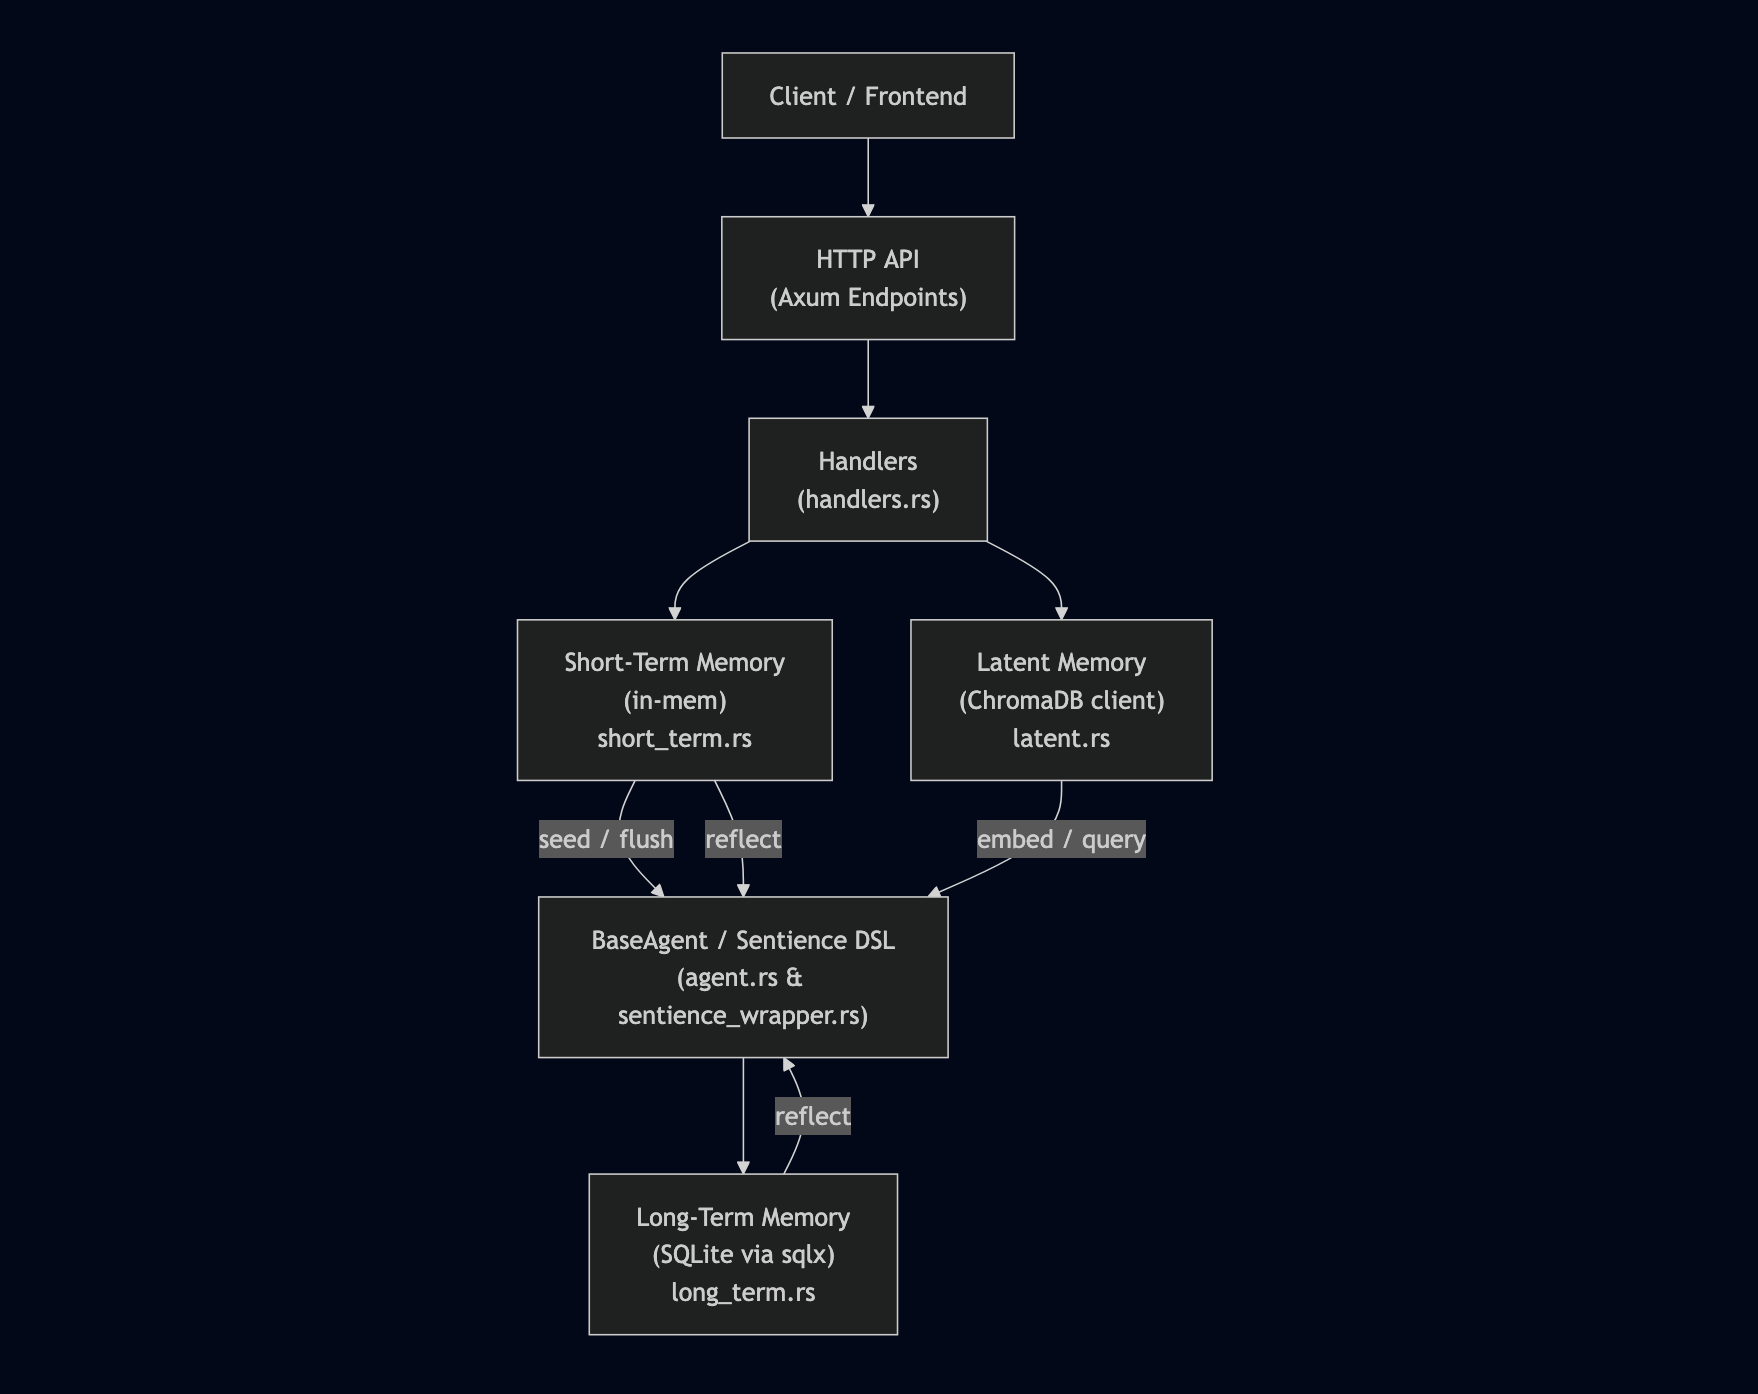 Client / Frontend
HTTP API
(Axum Endpoints)
Handlers
(handlers.rs)
Short-Term Memory
(in-mem)
short_term.rs
Latent Memory
(ChromaDB client)
latent.rs
seed / flush
reflect
embed / query
BaseAgent / Sentience DSL
(agent.rs &
sentience_wrapper.rs)
reflect
Long-Term Memory
(SQLite via sqlx)
long_term.rs